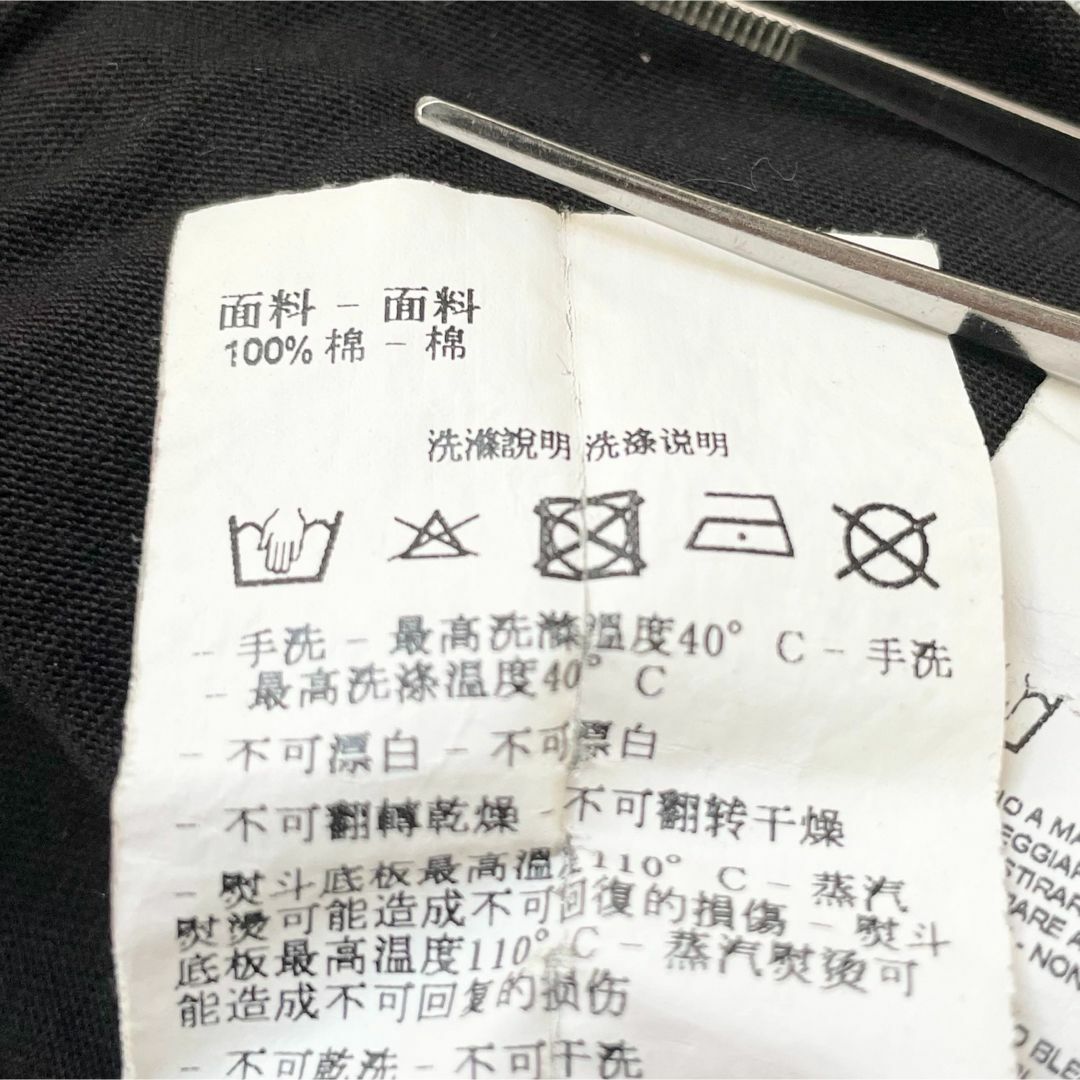 面料 - 面料
100% 棉 - 棉
洗滌說明 洗涤说明
- 手洗 - 最高洗滌溫度40° C - 手洗
- 最高洗涤温度40° C
- 不可漂白 - 不可漂白
- 不可翻轉乾燥 - 不可翻转干燥
- 熨斗底板最高溫度110° C - 蒸汽
熨燙可能造成不可回復的損傷 - 熨斗
底板最高温度110° C - 蒸汽熨烫可
能造成不可回复的损伤
- 不可乾洗 - 不可干洗
NON